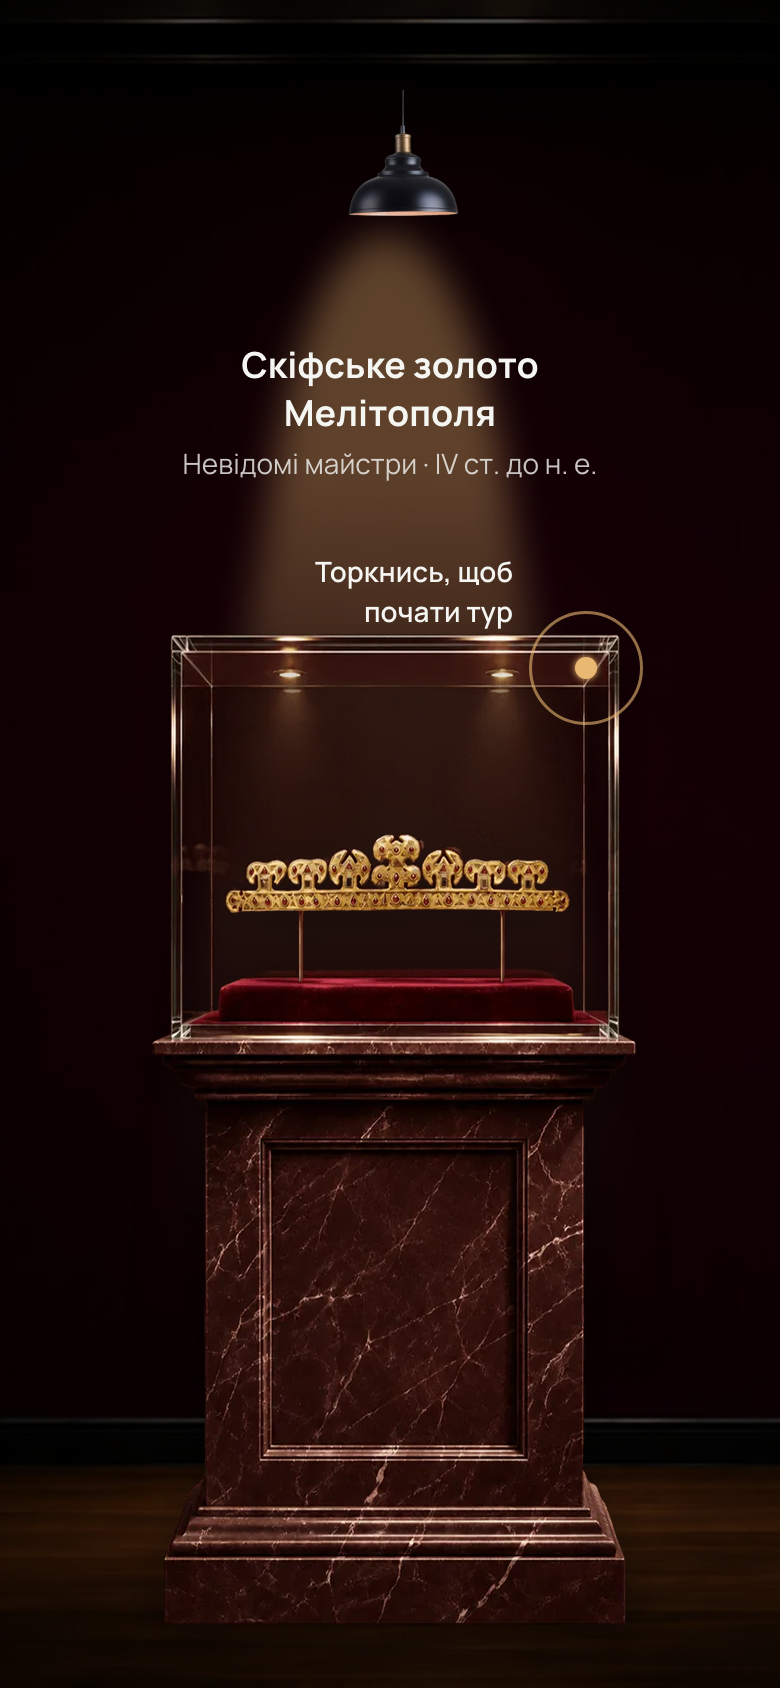 Скіфське золото
Мелітополя
Невідомі майстри · IV ст. до н. е.
Торкнись, щоб
почати тур